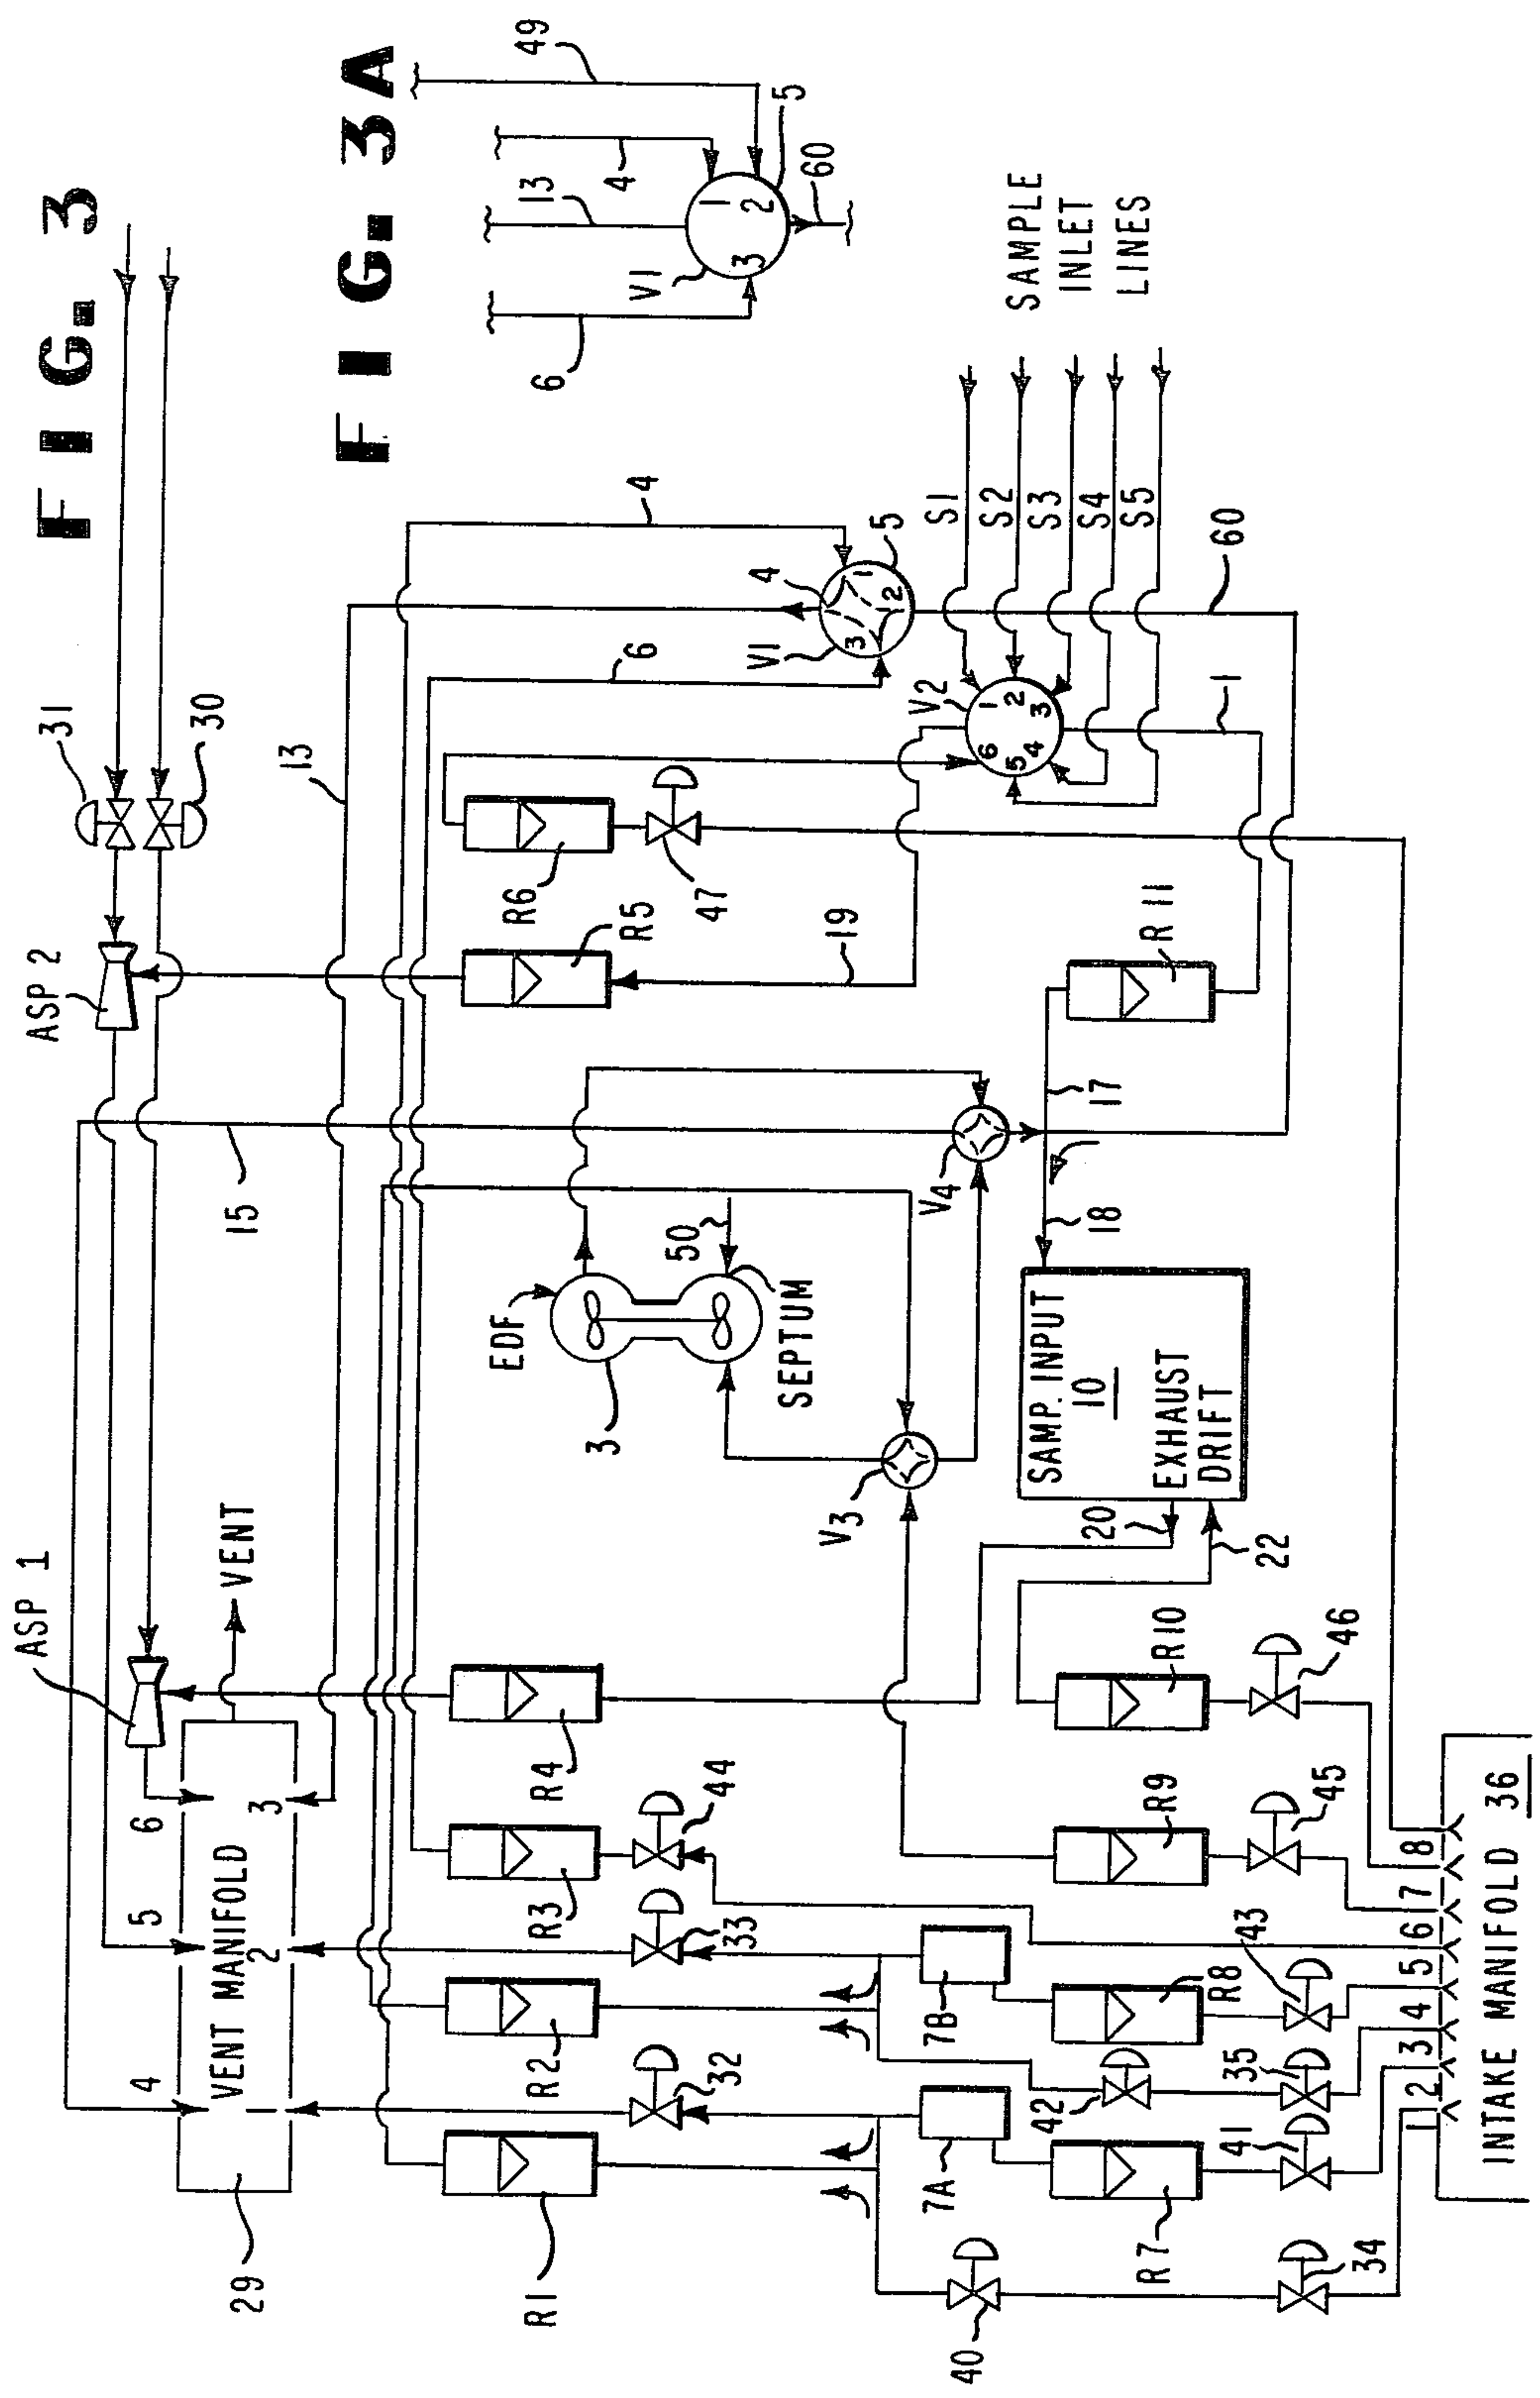 FIG. 3
FIG. 3A
49
13
4
V1
1
2
3
5
60
6
31
30
ASP 2
ASP 1
13
15
VENT
6
5
4
VENT MANIFOLD
3
2
1
29
R6
47
R5
19
4
6
V1
4
5
1
2
3
V2
1
2
3
4
5
6
S1
S2
S3
S4
S5
SAMPLE
INLET
LINES
60
1
R11
17
18
V4
EDF
50
SEPTUM
3
V3
SAMP. INPUT
10
EXHAUST
DRIFT
20
22
R4
R3
44
R2
33
R1
32
R10
46
R9
45
7B
R8
43
42
35
7A
R7
41
40
34
1
2
3
4
5
6
7
8
INTAKE MANIFOLD 36